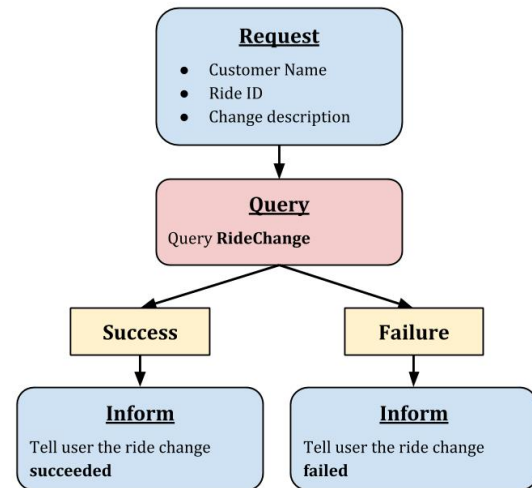 Request
● Customer Name
● Ride ID
● Change description
Query
Query RideChange
Success
Failure
Inform
Tell user the ride change
succeeded
Inform
Tell user the ride change
failed